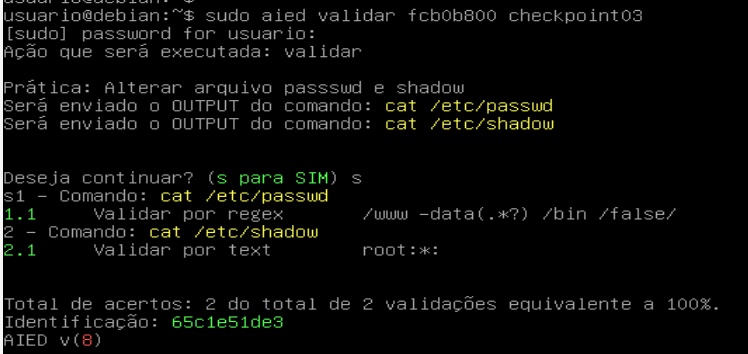 usuario@debian:~$ sudo aied validar fcb0b800 checkpoint03
[sudo] password for usuario:
Ação que será executada: validar
Prática: Alterar arquivo passswd e shadow
Será enviado o OUTPUT do comando: cat /etc/passwd
Será enviado o OUTPUT do comando: cat /etc/shadow
Deseja continuar? (s para SIM) s
s1 - Comando: cat /etc/passwd
1.1 Validar por regex /www -data(.*?) /bin /false/
2 - Comando: cat /etc/shadow
2.1 Validar por text root:*:
Total de acertos: 2 do total de 2 validações equivalente a 100%.
Identificação: 65c1e51de3
AIED v(8)